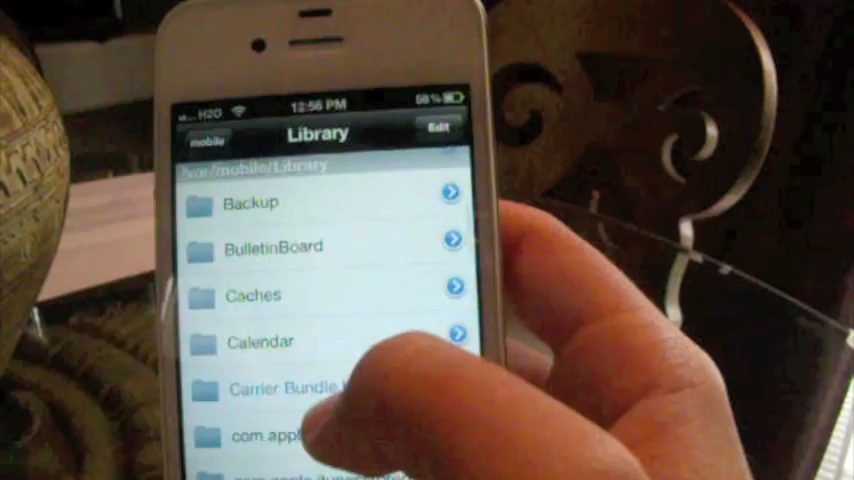 H2O 12:56 PM 58%
mobile Library Edit
/var/mobile/Library
Backup
BulletinBoard
Caches
Calendar
Carrier Bundle
com.appl